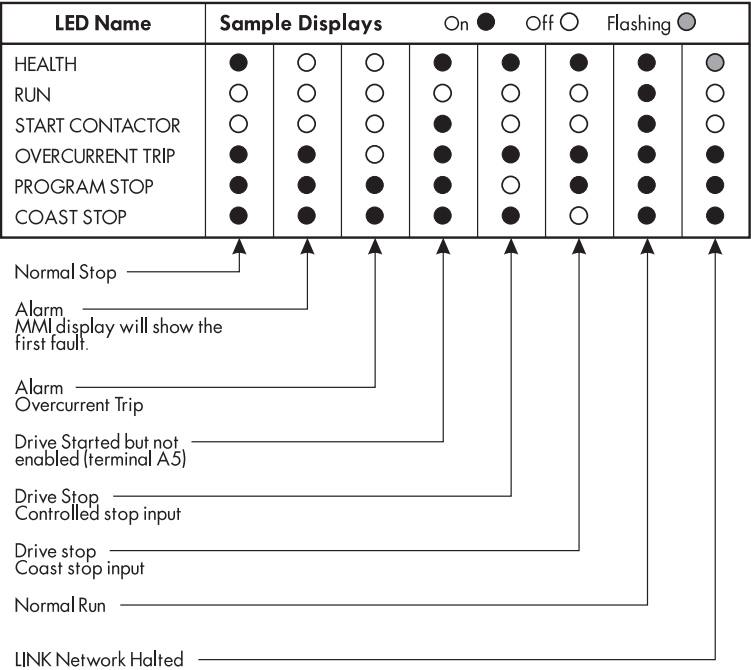 LED Name Sample Displays On Off Flashing
HEALTH
RUN
START CONTACTOR
OVERCURRENT TRIP
PROGRAM STOP
COAST STOP
Normal Stop
Alarm
MMI display will show the
first fault.
Alarm
Overcurrent Trip
Drive Started but not
enabled (terminal A5)
Drive Stop
Controlled stop input
Drive stop
Coast stop input
Normal Run
LINK Network Halted